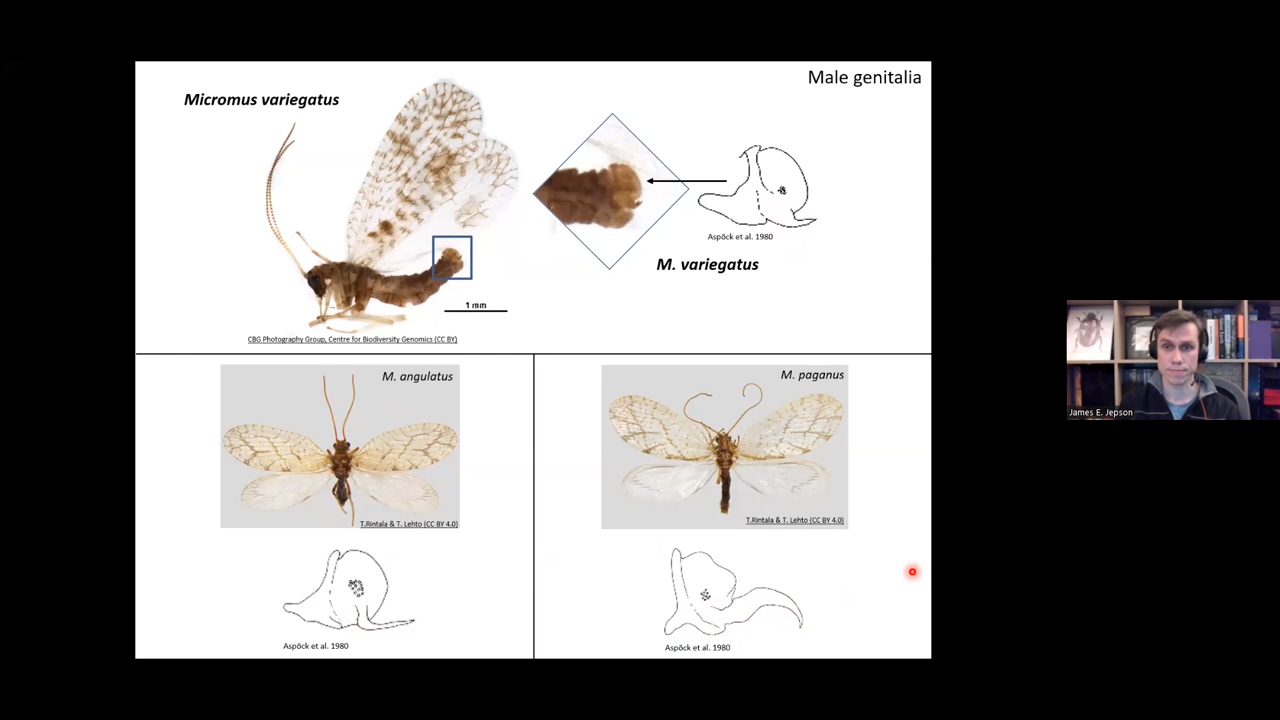 Male genitalia
Micromus variegatus
Aspöck et al. 1980
M. variegatus
1 mm
CBG Photography Group, Centre for Biodiversity Genomics (CC BY)
M. angulatus
T.Rintala & T. Lehto (CC BY 4.0)
Aspöck et al. 1980
M. paganus
T.Rintala & T. Lehto (CC BY 4.0)
Aspöck et al. 1980
James E. Jepson